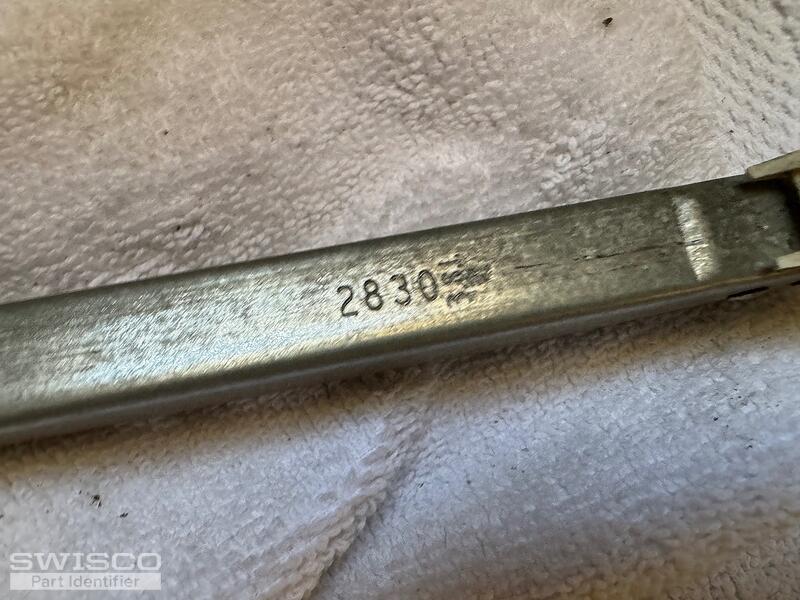 2830
SWISCO
Part Identifier